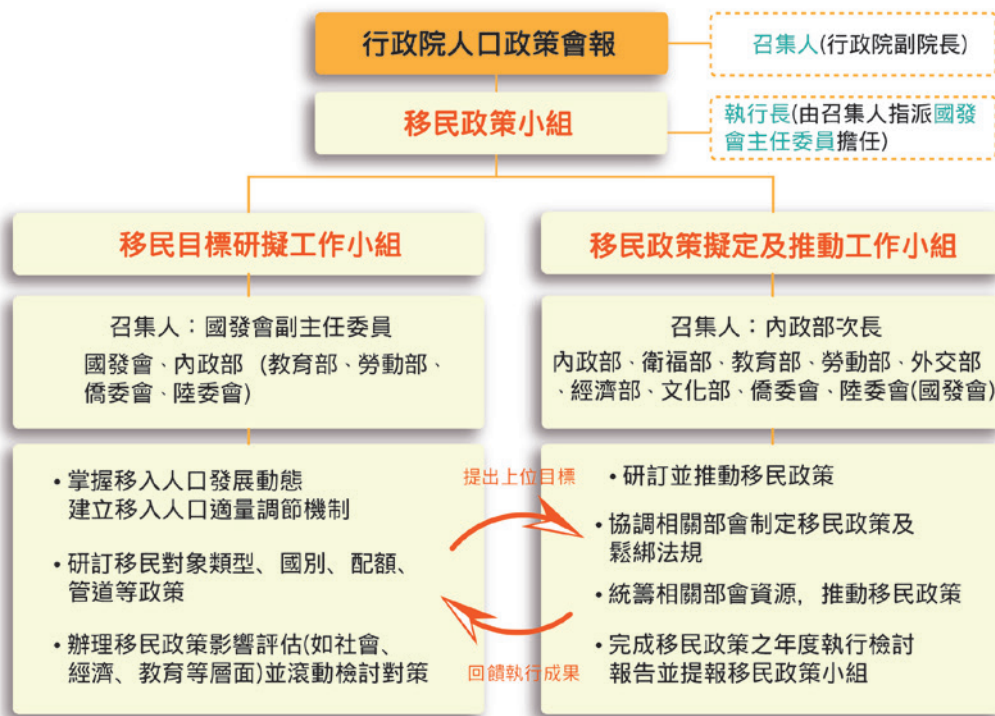 行政院人口政策會報
召集人(行政院副院長)
移民政策小組
執行長(由召集人指派國發
會主任委員擔任)
移民目標研擬工作小組
召集人：國發會副主任委員
國發會、內政部 (教育部、勞動部、
僑委會、陸委會)
•掌握移入人口發展動態
建立移入人口適量調節機制
•研訂移民對象類型、國別、配額、
管道等政策
•辦理移民政策影響評估(如社會、
經濟、教育等層面)並滾動檢討對策
提出上位目標
回饋執行成果
移民政策擬定及推動工作小組
召集人：內政部次長
內政部、衛福部、教育部、勞動部、外交部
、經濟部、文化部、僑委會、陸委會(國發會)
•研訂並推動移民政策
•協調相關部會制定移民政策及
鬆綁法規
•統籌相關部會資源，推動移民政策
•完成移民政策之年度執行檢討
報告並提報移民政策小組